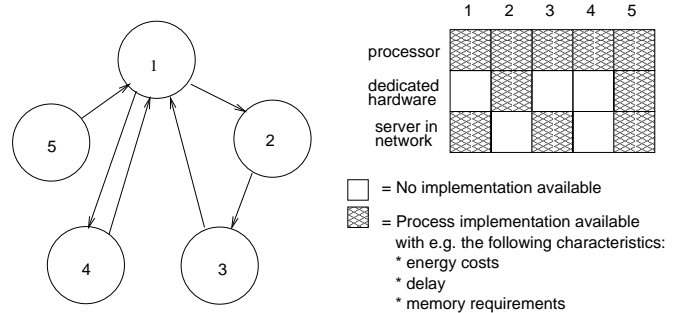 1
5
2
4
3
1 2 3 4 5
processor
dedicated
hardware
server in
network
= No implementation available
= Process implementation available
with e.g. the following characteristics:
* energy costs
* delay
* memory requirements